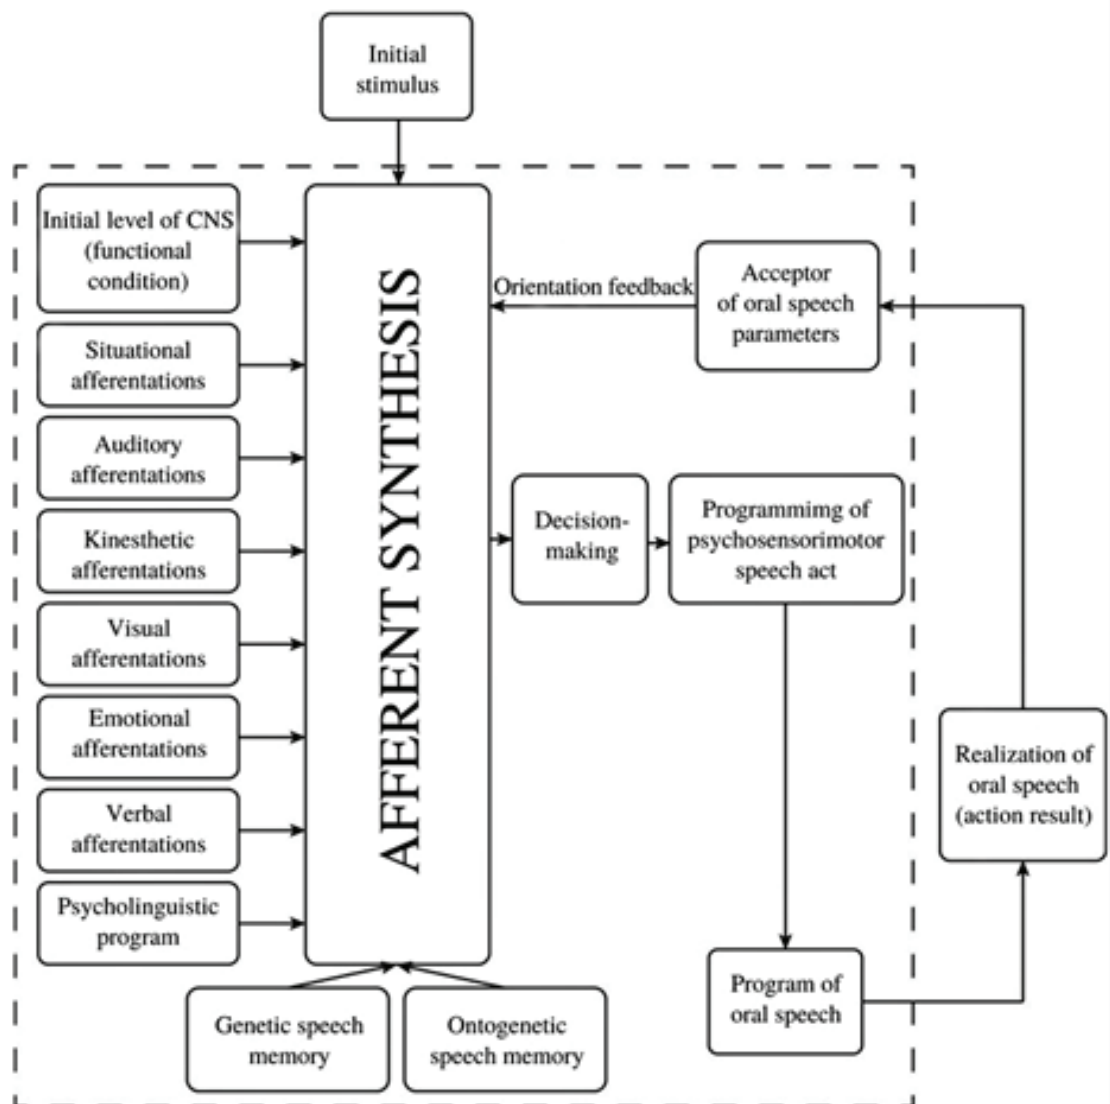 Initial
stimulus
Initial level of CNS
(functional
condition)
Situational
afferentations
Auditory
afferentations
Kinesthetic
afferentations
Visual
afferentations
Emotional
afferentations
Verbal
afferentations
Psycholinguistic
program
AFFERENT SYNTHESIS
Genetic speech
memory
Ontogenetic
speech memory
Orientation feedback
Acceptor
of oral speech
parameters
Decision-
making
Programmimg of
psychosensorimotor
speech act
Program of
oral speech
Realization of
oral speech
(action result)